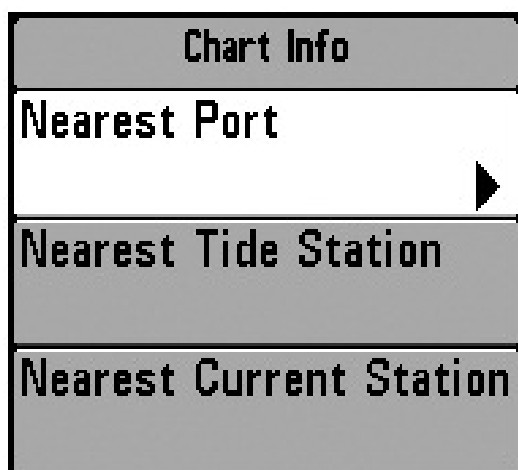 Chart Info
Nearest Port
Nearest Tide Station
Nearest Current Station